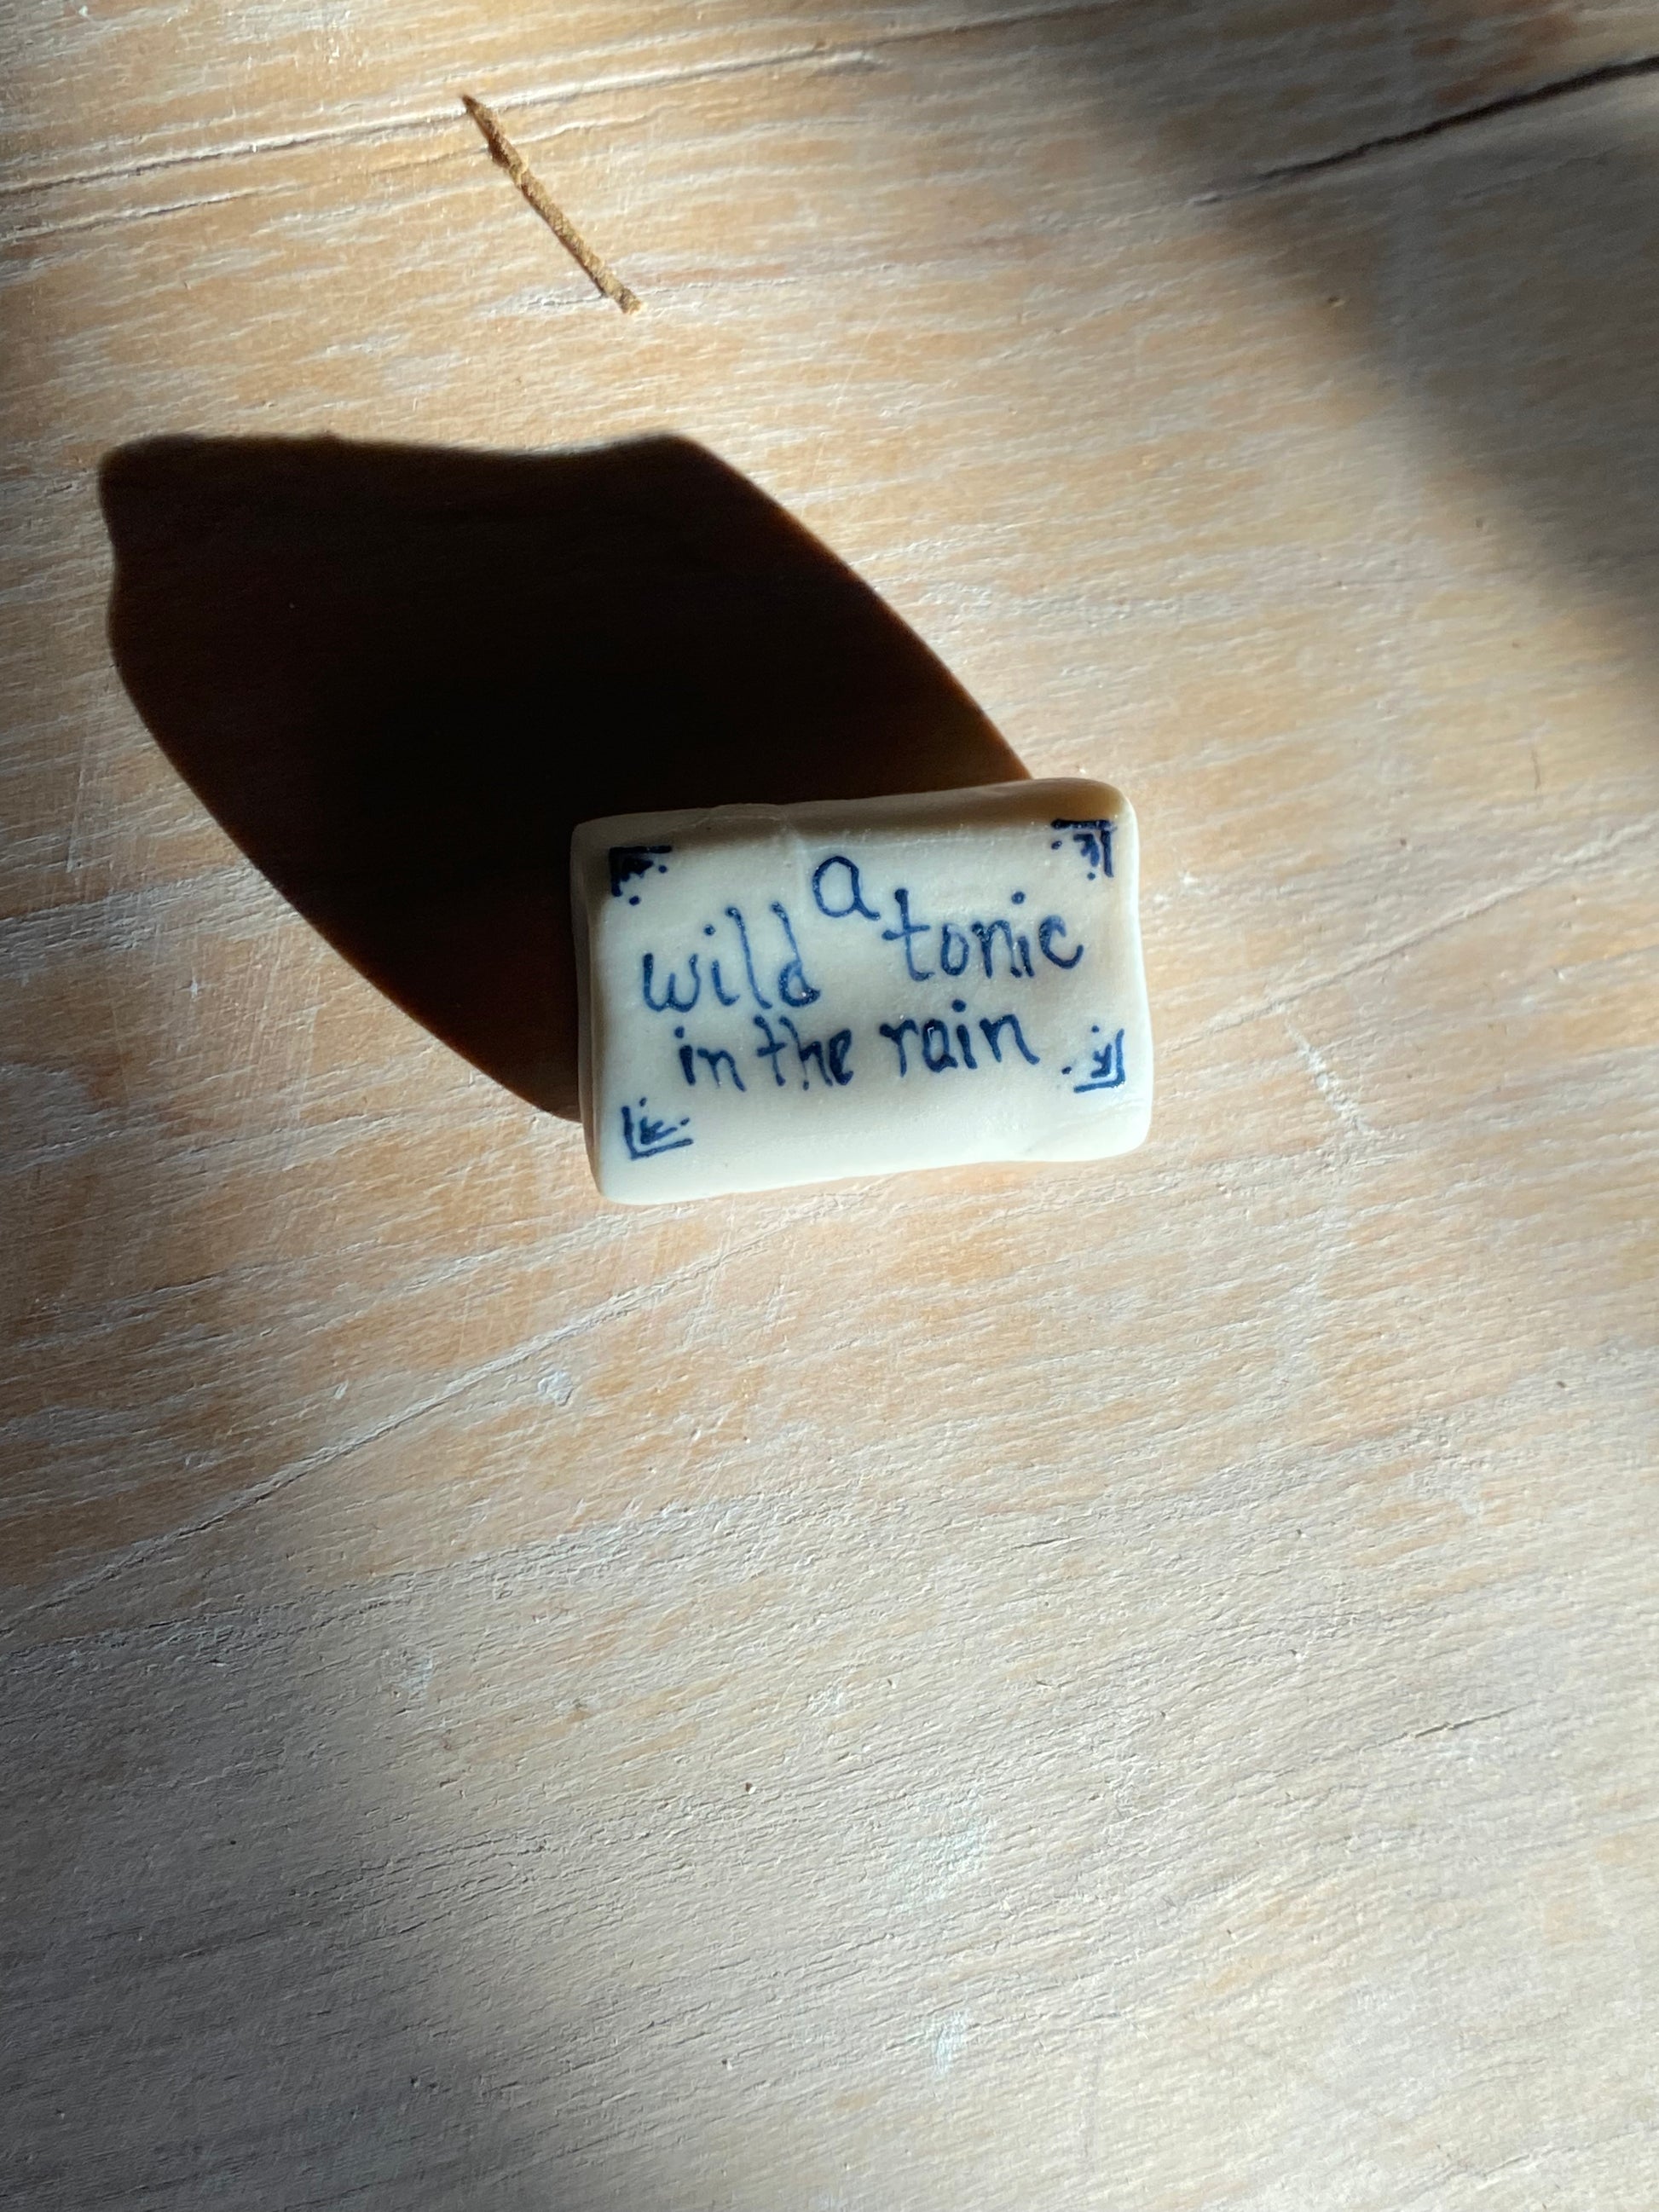 a
wild tonic
in the rain